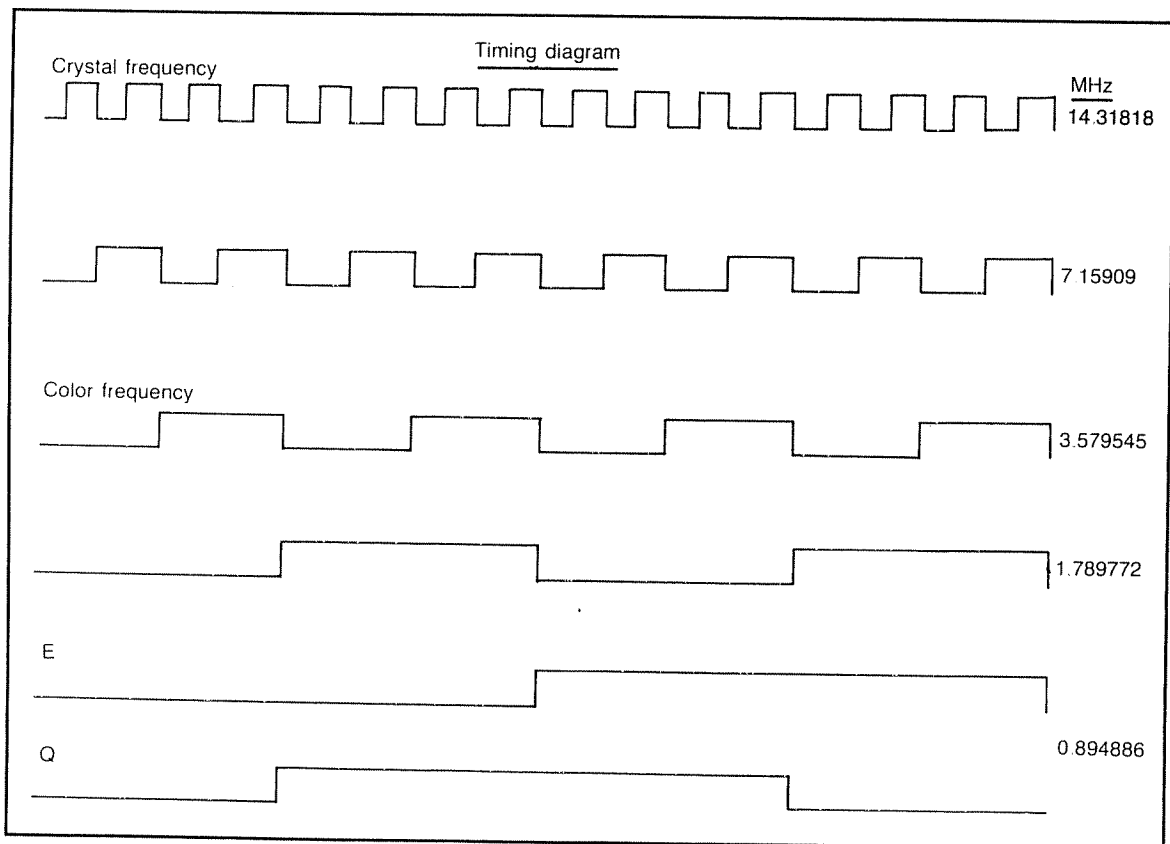 Timing diagram
Crystal frequency
MHz
14.31818
7.15909
Color frequency
3.579545
1.789772
E
0.894886
Q